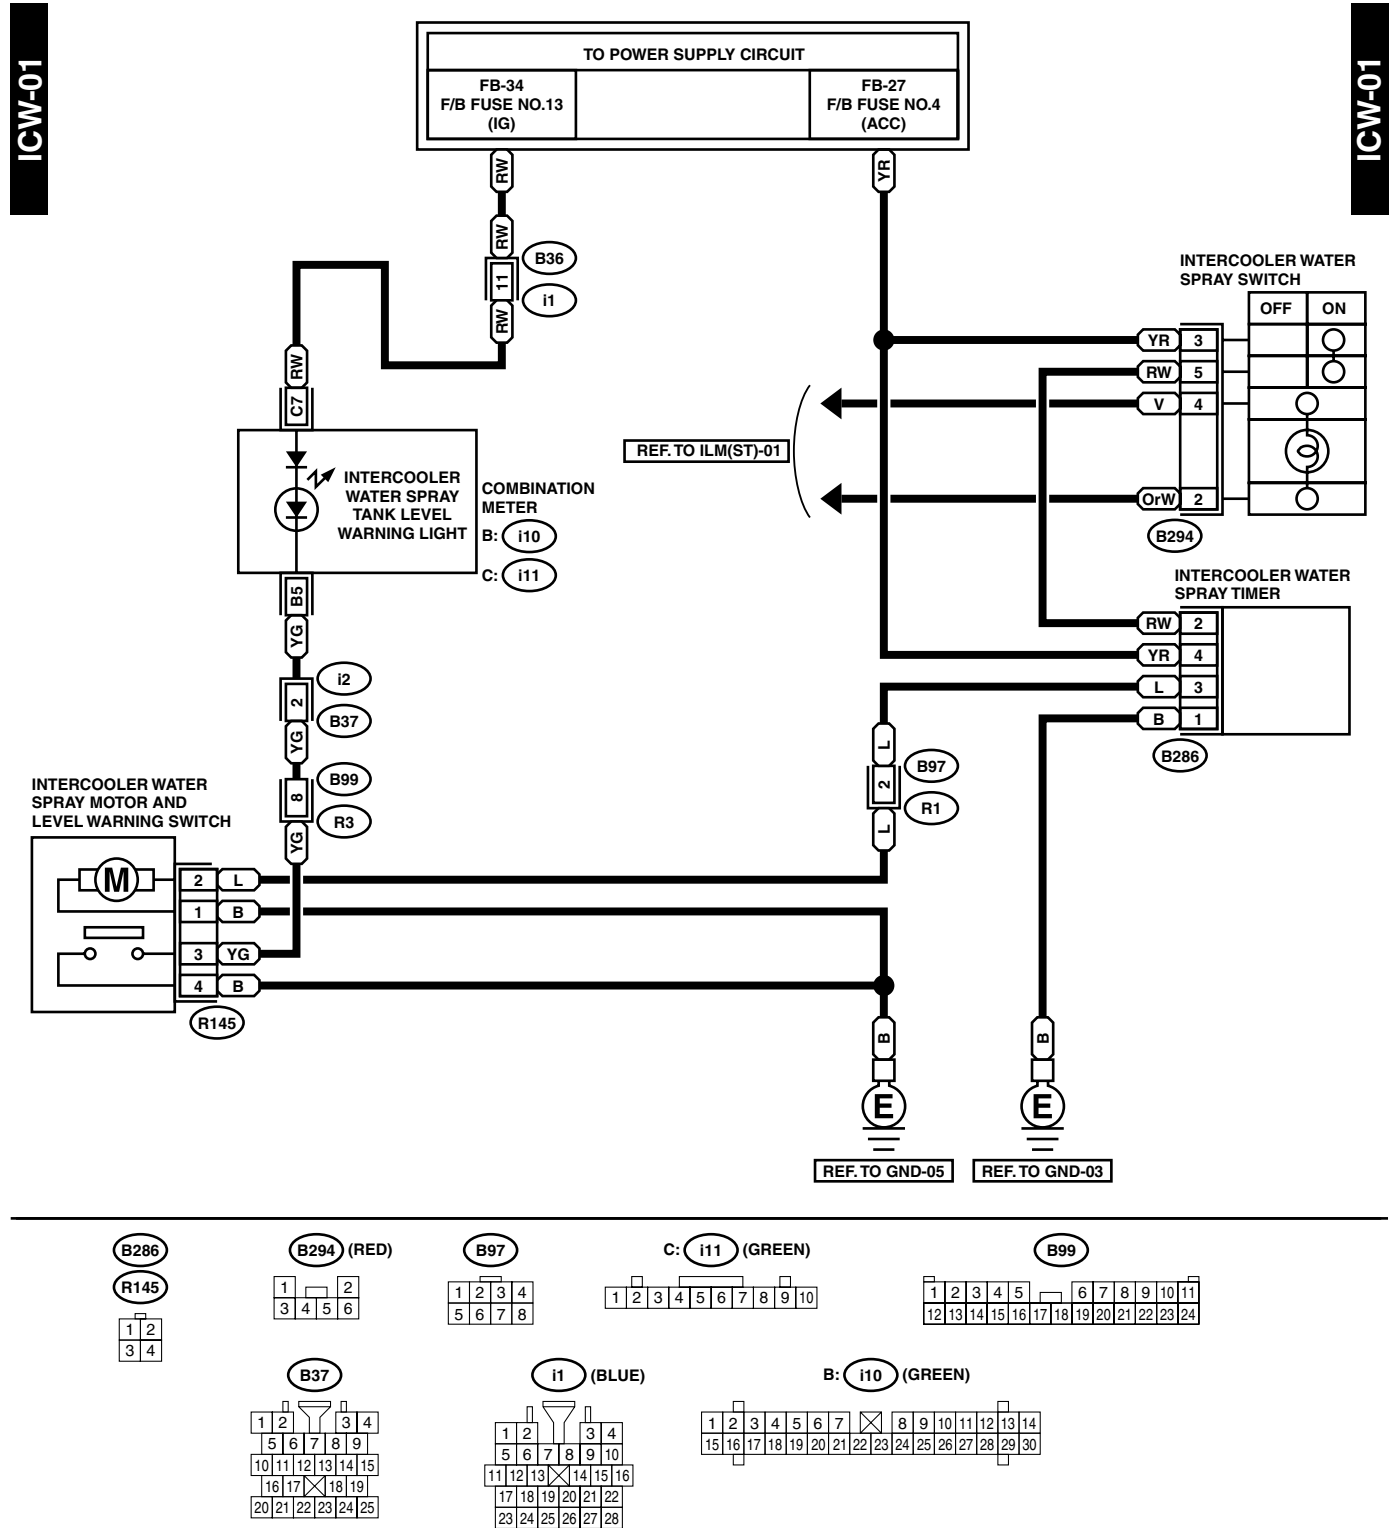 ICW-01
ICW-01
TO POWER SUPPLY CIRCUIT
FB-34
F/B FUSE NO.13
(IG)
FB-27
F/B FUSE NO.4
(ACC)
RW
YR
RW
B36
11
i1
RW
INTERCOOLER WATER
SPRAY SWITCH
OFF ON
YR 3
RW 5
V 4
OrW 2
B294
REF. TO ILM(ST)-01
RW
C7
INTERCOOLER
WATER SPRAY
TANK LEVEL
WARNING LIGHT
COMBINATION
METER
B: i10
C: i11
B5
YG
i2
2
B37
YG
B99
8
R3
YG
INTERCOOLER WATER
SPRAY TIMER
RW 2
YR 4
L 3
B 1
B286
L
B97
2
R1
L
INTERCOOLER WATER
SPRAY MOTOR AND
LEVEL WARNING SWITCH
M
2 L
1 B
3 YG
4 B
R145
B
B
E
E
REF. TO GND-05
REF. TO GND-03
B286
R145
1 2
3 4
B294 (RED)
1 2
3 4 5 6
B97
1 2 3 4
5 6 7 8
C: i11 (GREEN)
1 2 3 4 5 6 7 8 9 10
B99
1 2 3 4 5 6 7 8 9 10 11
12 13 14 15 16 17 18 19 20 21 22 23 24
B37
1 2 3 4
5 6 7 8 9
10 11 12 13 14 15
16 17 18 19
20 21 22 23 24 25
i1 (BLUE)
1 2 3 4
5 6 7 8 9 10
11 12 13 14 15 16
17 18 19 20 21 22
23 24 25 26 27 28
B: i10 (GREEN)
1 2 3 4 5 6 7 8 9 10 11 12 13 14
15 16 17 18 19 20 21 22 23 24 25 26 27 28 29 30